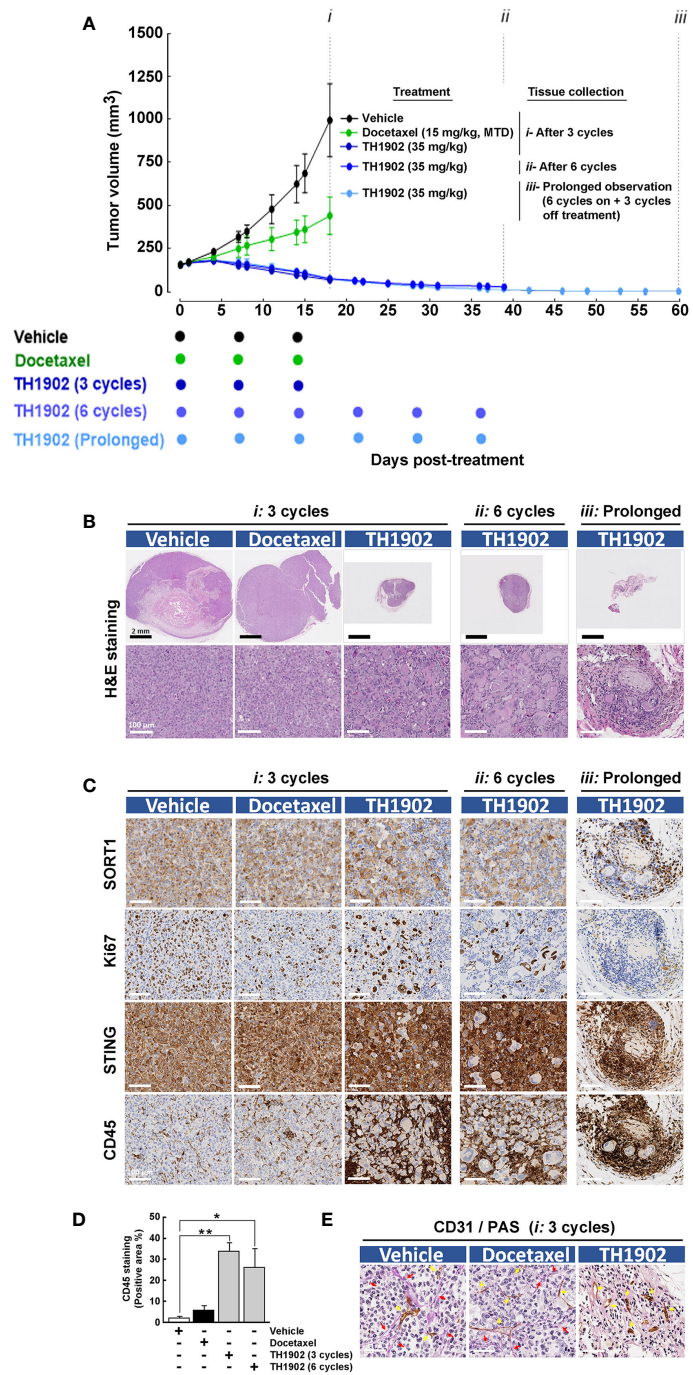 A
i
ii
iii
Tumor volume (mm3)
1000
1250
1000
750
500
250
0
0 5 10 15 20 25 30 35 40 45 50 55 60
Treatment Tissue collection
Vehicle
Docetaxel (15 mg/kg, MTD)
TH1902 (35 mg/kg)
i- After 3 cycles
TH1902 (35 mg/kg)
ii- After 6 cycles
TH1902 (35 mg/kg)
iii- Prolonged observation
(6 cycles on + 3 cycles
off treatment)
Vehicle
Docetaxel
TH1902 (3 cycles)
TH1902 (6 cycles)
TH1902 (Prolonged)
Days post-treatment
B
i: 3 cycles ii: 6 cycles iii: Prolonged
Vehicle Docetaxel TH1902 TH1902 TH1902
H&E staining
2 mm
100 µm
C
i: 3 cycles ii: 6 cycles iii: Prolonged
Vehicle Docetaxel TH1902 TH1902 TH1902
SORT1
Ki67
STING
CD45
D
CD45 staining
(Positive area %)
50
40
30
20
10
0
*
**
+ - - - Vehicle
- + - - Docetaxel
- - + - TH1902 (3 cycles)
- - - + TH1902 (6 cycles)
E
CD31 / PAS (i: 3 cycles)
Vehicle Docetaxel TH1902